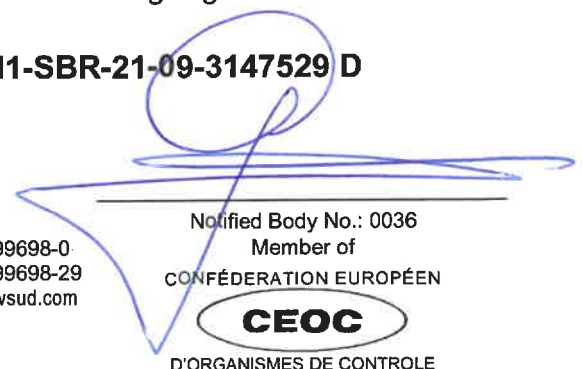 1-SBR-21-09-3147529 D
Notified Body No.: 0036
Member of
99698-0
99698-29
CONFÉDERATION EUROPÉEN
sud.com
CEOC
D'ORGANISMES DE CONTROLE